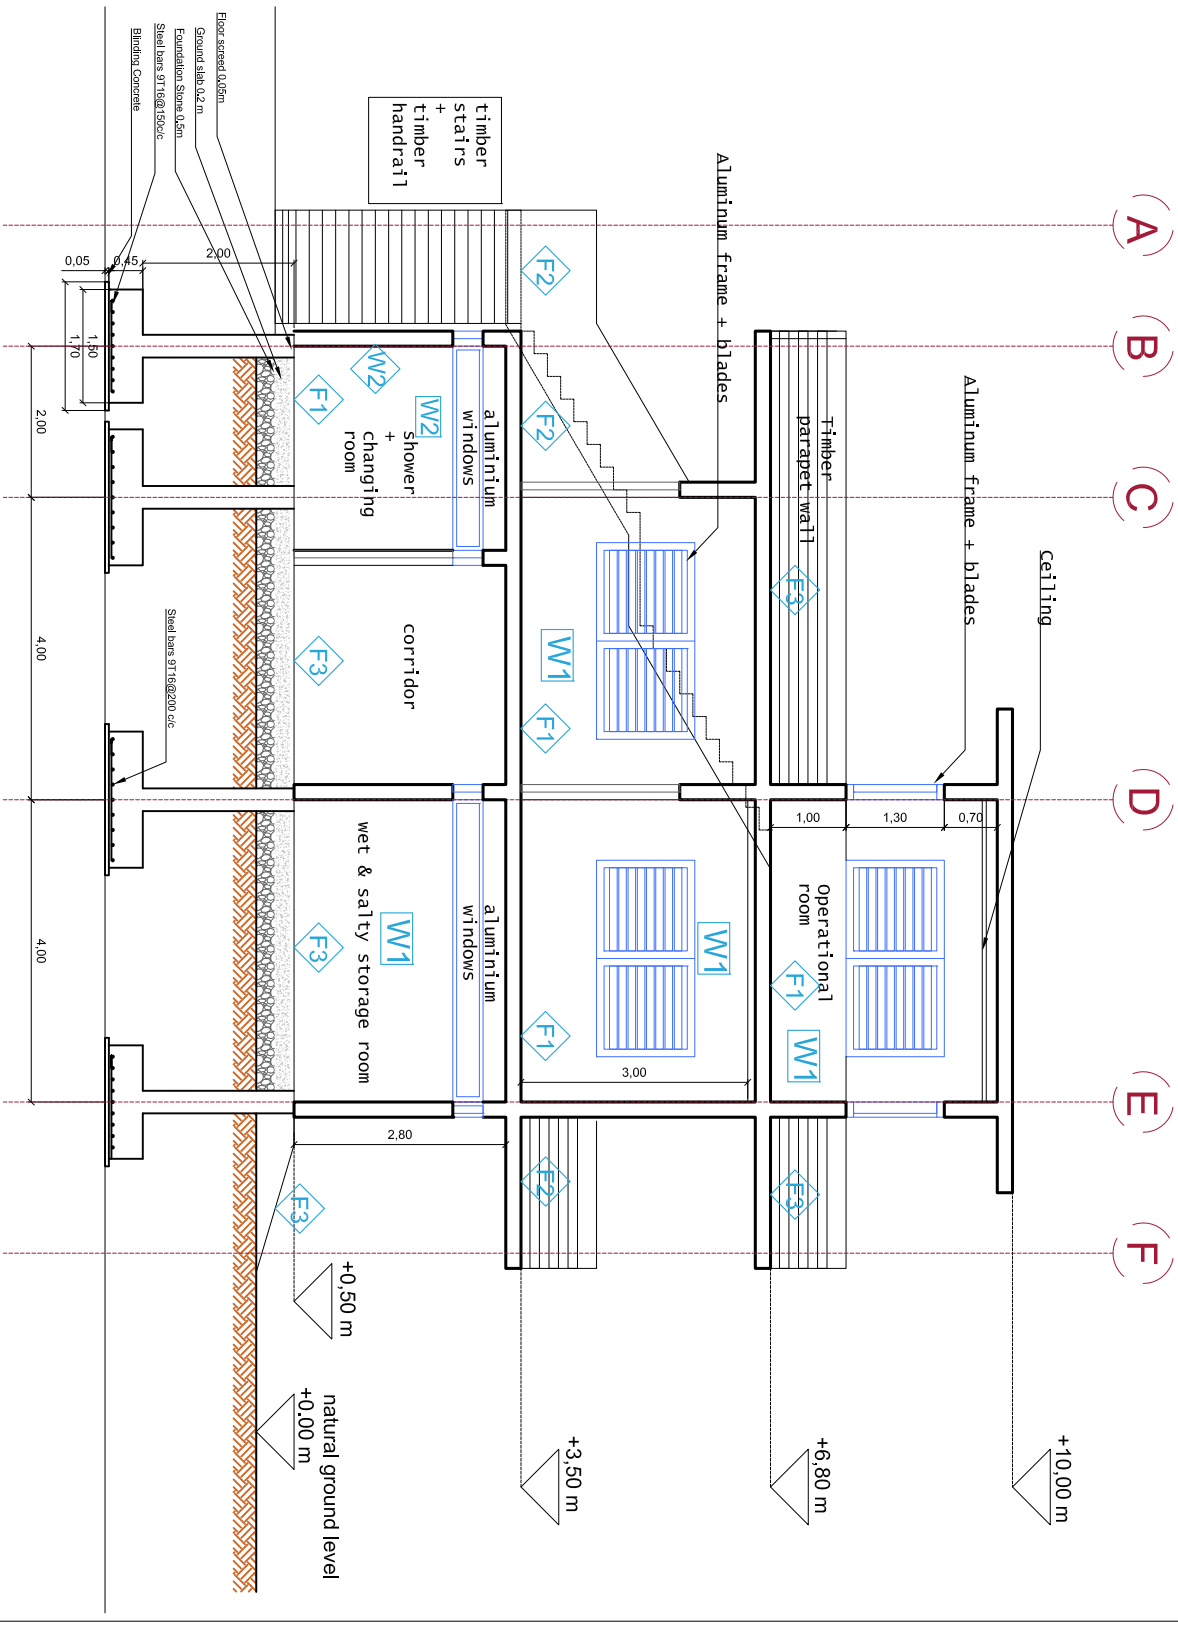 A
B
C
D
E
F
Ceiling
Aluminum frame + blades
Aluminum frame + blades
timber
stairs
+
timber
handrail
Timber
parapet wall
F3
Operational
room
F1
W1
1,00
1,30
0,70
F3
F2
F2
W1
F1
W1
F1
3,00
F2
aluminium
windows
W2
W2
shower
+
changing
room
F1
corridor
F3
aluminium
windows
W1
wet & salty storage room
F3
2,80
F3
+10,00 m
+6,80 m
+3,50 m
+0,50 m
natural ground level
+0.00 m
Floor screed 0.05m
Ground slab 0.2 m
Foundation Stone 0.5m
Steel bars 9T16@150c/c
Blinding Concrete
Steel bars 9T16@200 c/c
2,00
0,45
0,05
1,50
1,70
2,00
4,00
4,00